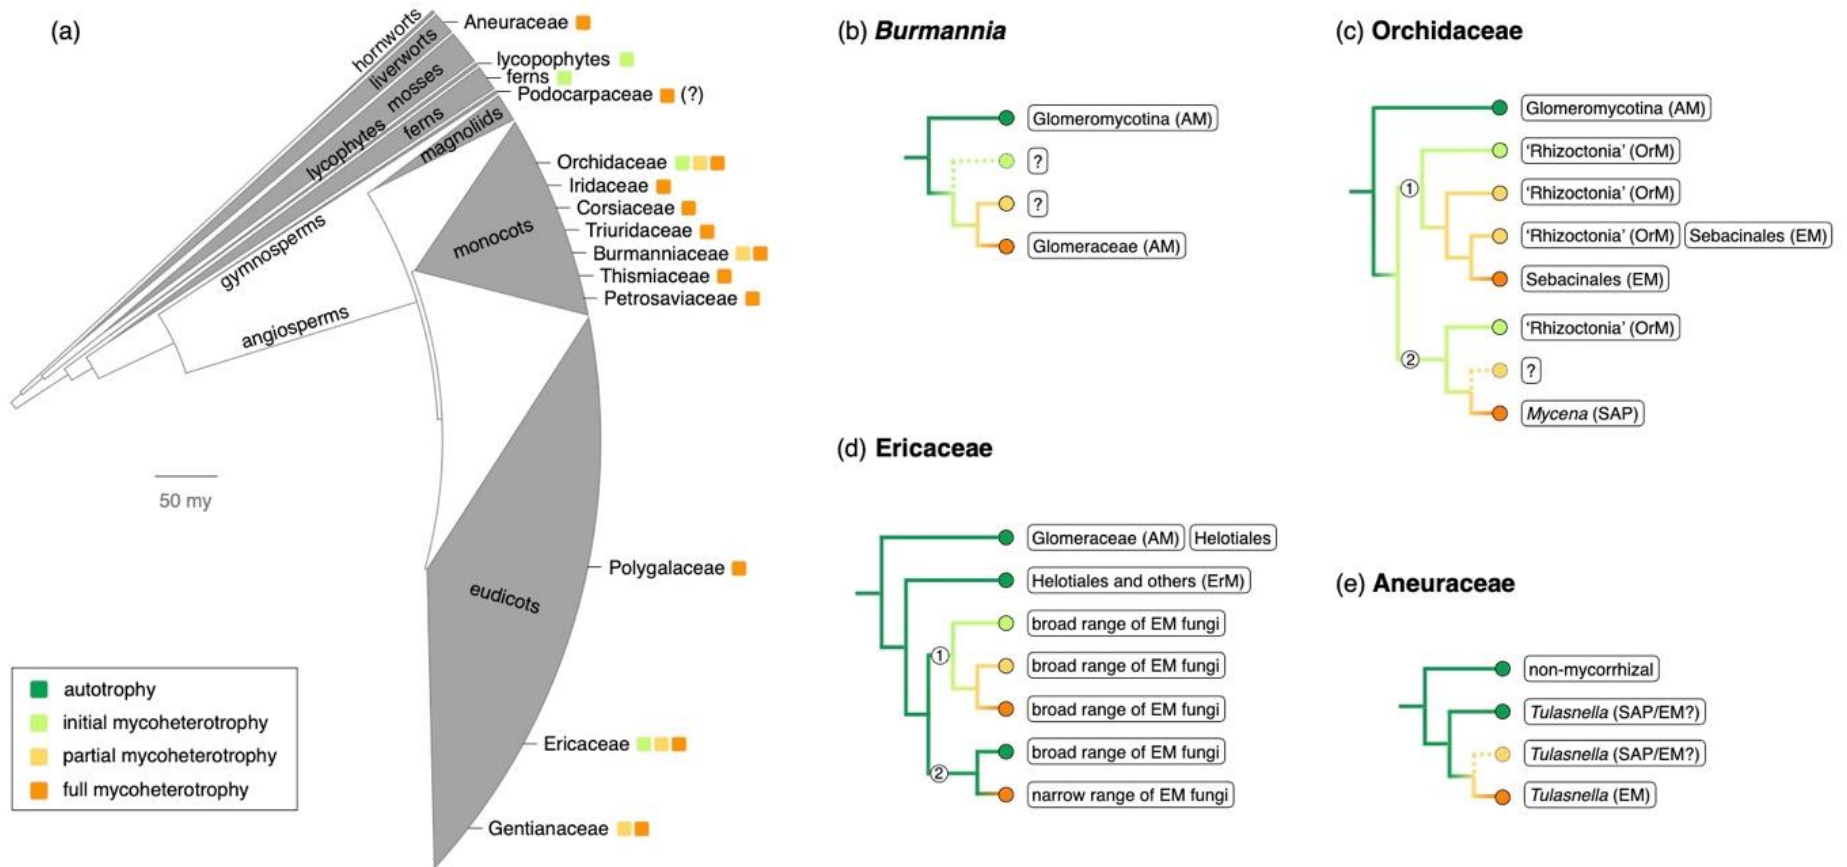 (a)
hornworts
liverworts
mosses
lycophytes
ferns
gymnosperms
magnoliids
angiosperms
monocots
eudicots
Aneuraceae
lycopophytes
ferns
Podocarpaceae (?)
Orchidaceae
Iridaceae
Corsiaceae
Triuridaceae
Burmanniaceae
Thismiaceae
Petrosaviaceae
Polygalaceae
Ericaceae
Gentianaceae
50 my
autotrophy
initial mycoheterotrophy
partial mycoheterotrophy
full mycoheterotrophy
(b) Burmannia
Glomeromycotina (AM)
?
?
Glomeraceae (AM)
(c) Orchidaceae
Glomeromycotina (AM)
1
'Rhizoctonia' (OrM)
'Rhizoctonia' (OrM)
'Rhizoctonia' (OrM) Sebacinales (EM)
Sebacinales (EM)
2
'Rhizoctonia' (OrM)
?
Mycena (SAP)
(d) Ericaceae
Glomeraceae (AM) Helotiales
Helotiales and others (ErM)
1
broad range of EM fungi
broad range of EM fungi
broad range of EM fungi
2
broad range of EM fungi
narrow range of EM fungi
(e) Aneuraceae
non-mycorrhizal
Tulasnella (SAP/EM?)
Tulasnella (SAP/EM?)
Tulasnella (EM)